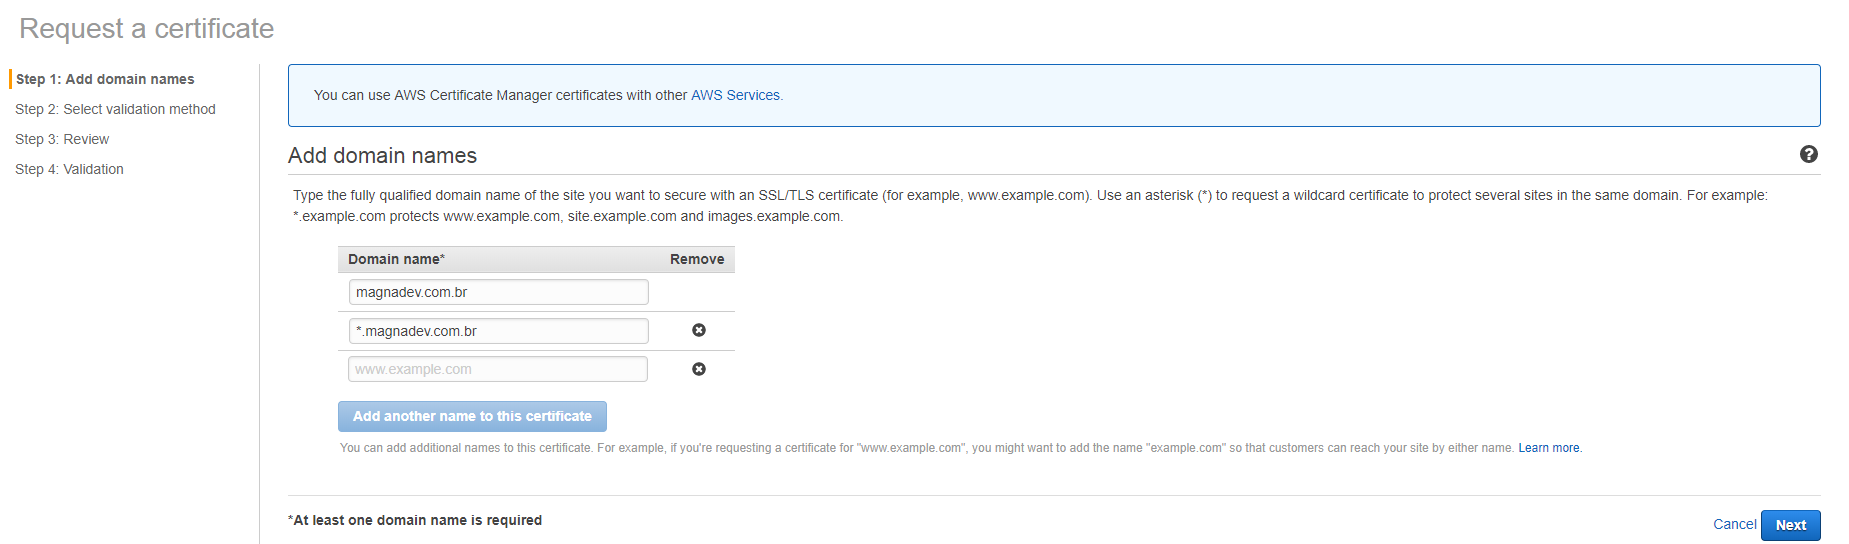 Request a certificate
Step 1: Add domain names
Step 2: Select validation method
Step 3: Review
Step 4: Validation
You can use AWS Certificate Manager certificates with other AWS Services.
Add domain names
Type the fully qualified domain name of the site you want to secure with an SSL/TLS certificate (for example, www.example.com). Use an asterisk (*) to request a wildcard certificate to protect several sites in the same domain. For example:
*.example.com protects www.example.com, site.example.com and images.example.com.
Domain name* Remove
magnadev.com.br
*.magnadev.com.br
www.example.com
Add another name to this certificate
You can add additional names to this certificate. For example, if you're requesting a certificate for "www.example.com", you might want to add the name "example.com" so that customers can reach your site by either name. Learn more.
*At least one domain name is required
Cancel Next